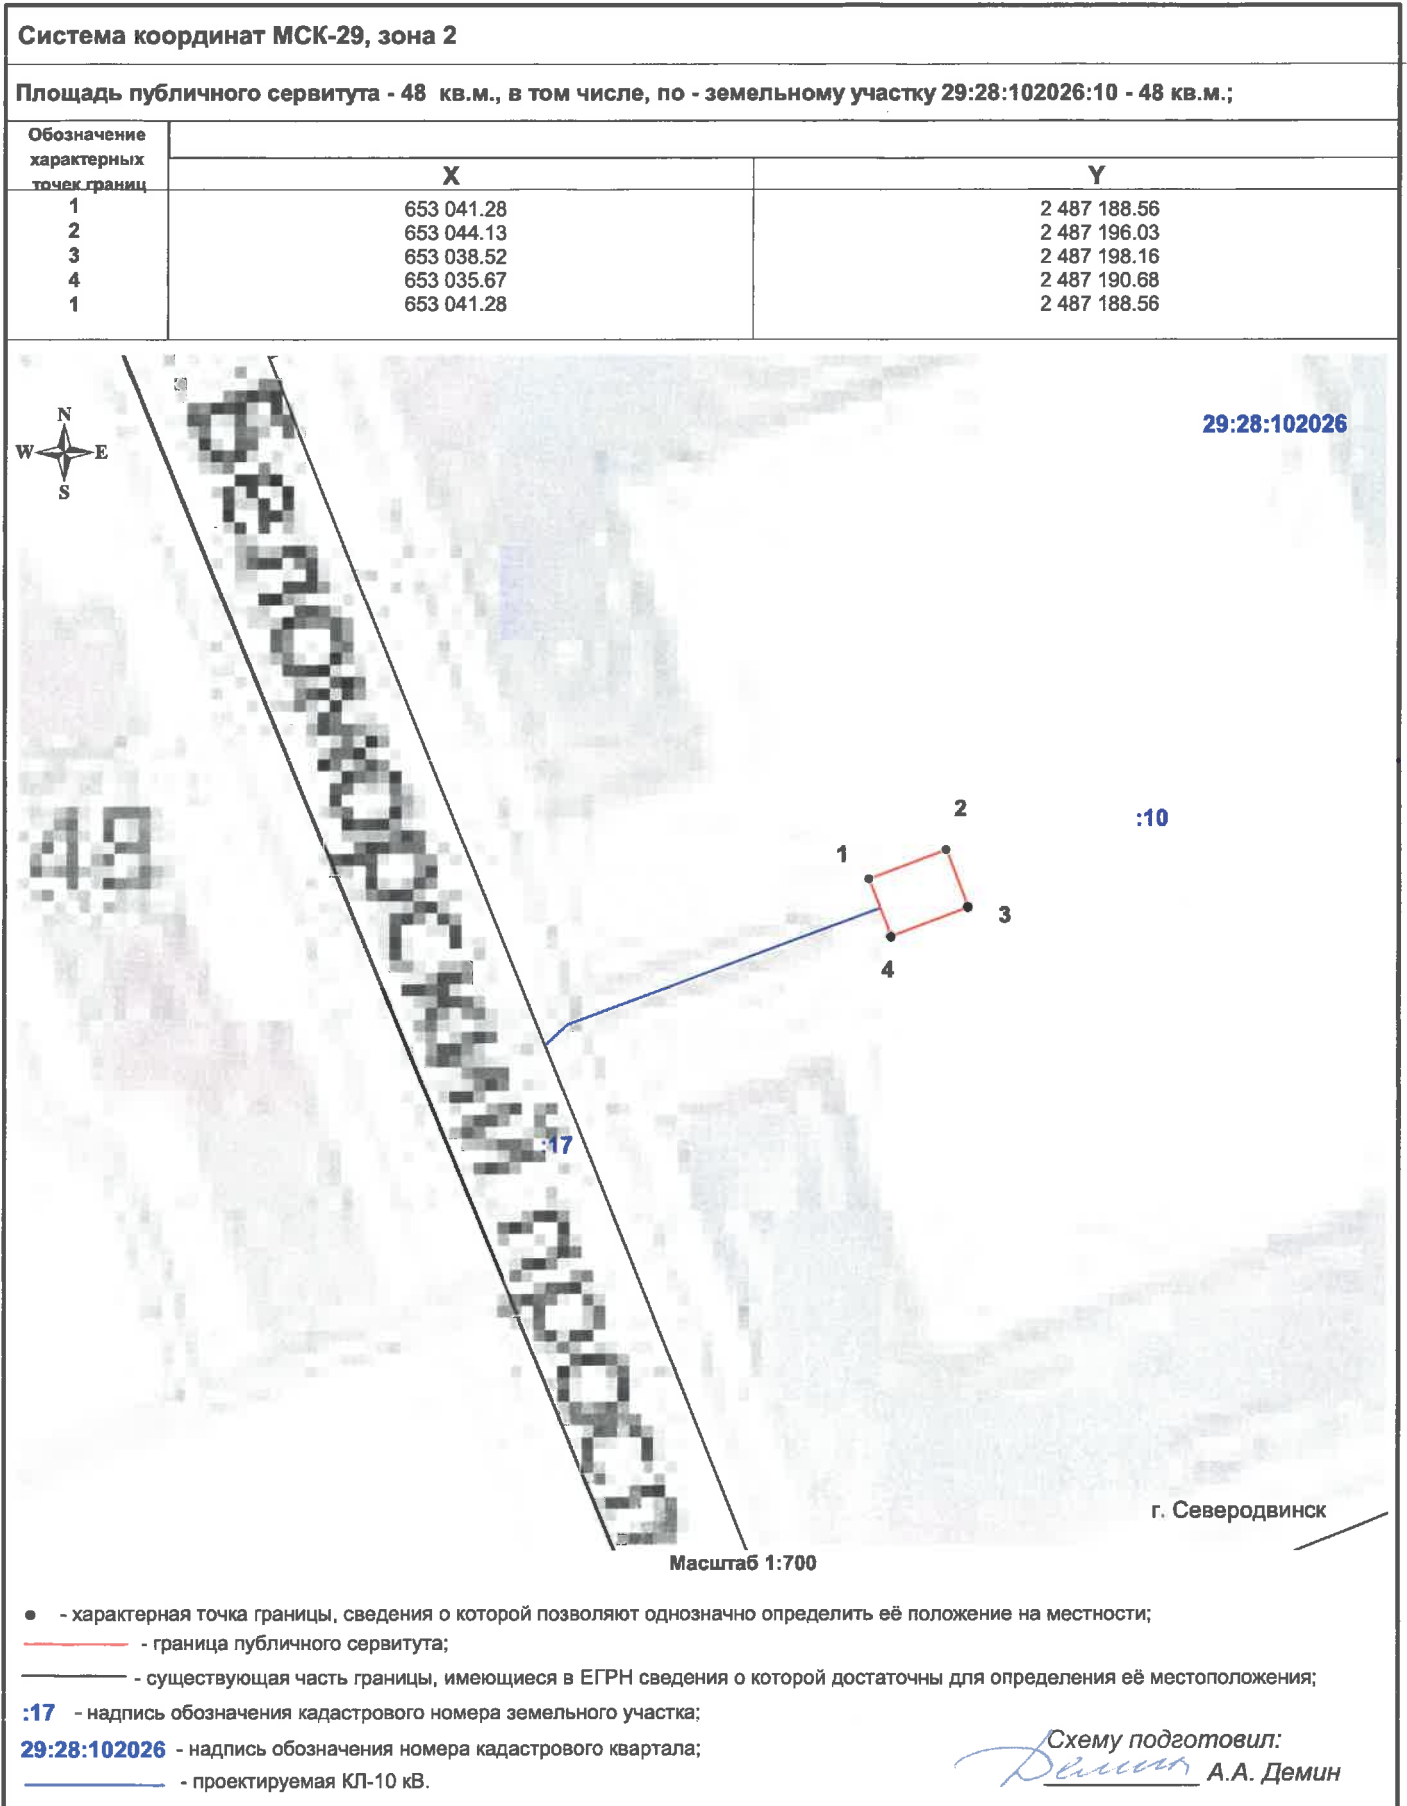 Система координат МСК-29, зона 2
Площадь публичного сервитута - 48 кв.м., в том числе, по - земельному участку 29:28:102026:10 - 48 кв.м.;
Обозначение
характерных
точек границ
X
Y
1 653 041.28 2 487 188.56
2 653 044.13 2 487 196.03
3 653 038.52 2 487 198.16
4 653 035.67 2 487 190.68
1 653 041.28 2 487 188.56
N
W E
S
29:28:102026
Беломорский просп
48
2
:10
1
3
4
:17
г. Северодвинск
Масштаб 1:700
- характерная точка границы, сведения о которой позволяют однозначно определить её положение на местности;
- граница публичного сервитута;
- существующая часть границы, имеющиеся в ЕГРН сведения о которой достаточны для определения её местоположения;
:17 - надпись обозначения кадастрового номера земельного участка;
29:28:102026 - надпись обозначения номера кадастрового квартала;
- проектируемая КЛ-10 кВ.
Схему подготовил:
Демин А.А. Демин